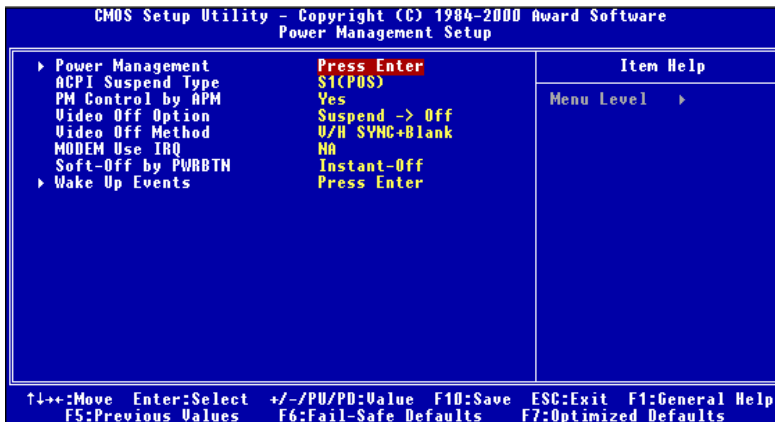 CMOS Setup Utility – Copyright (C) 1984-2000 Award Software
Power Management Setup
▸ Power Management Press Enter
ACPI Suspend Type S1(POS)
PM Control by APM Yes
Video Off Option Suspend -> Off
Video Off Method V/H SYNC+Blank
MODEM Use IRQ NA
Soft-Off by PWRBTN Instant-Off
▸ Wake Up Events Press Enter
Item Help
Menu Level ▸
↑↓→←:Move Enter:Select +/-/PU/PD:Value F10:Save ESC:Exit F1:General Help
F5:Previous Values F6:Fail-Safe Defaults F7:Optimized Defaults